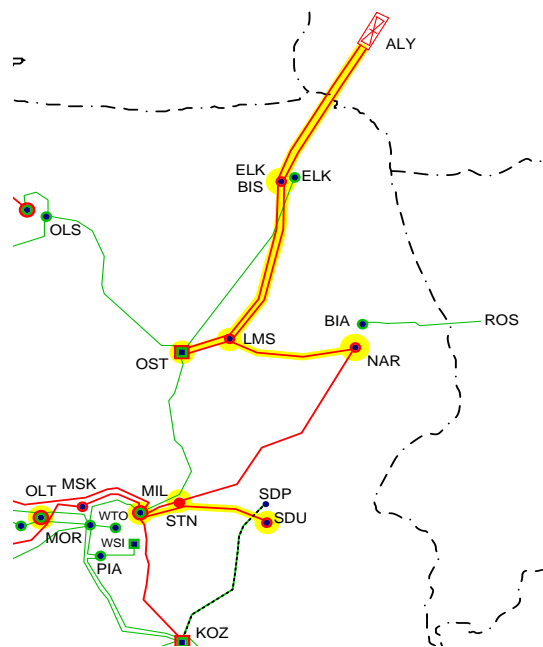 ALY
ELK
BIS
ELK
OLS
BIA
ROS
LMS
OST
NAR
OLT
MSK
MIL
SDP
WTO
STN
SDU
MOR
WSI
PIA
KOZ